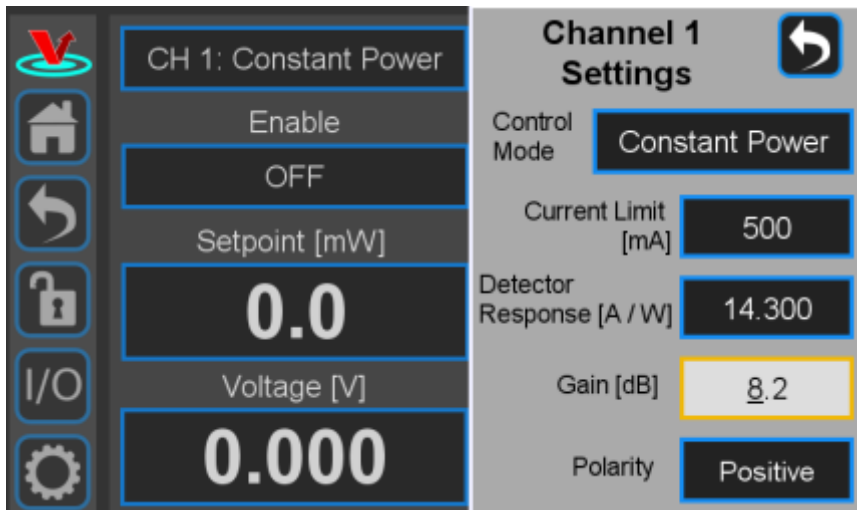 CH 1: Constant Power
Enable
OFF
Setpoint [mW]
0.0
Voltage [V]
0.000
I/O
Channel 1
Settings
Control
Mode
Constant Power
Current Limit
[mA]
500
Detector
Response [A / W]
14.300
Gain [dB]
8.2
Polarity
Positive